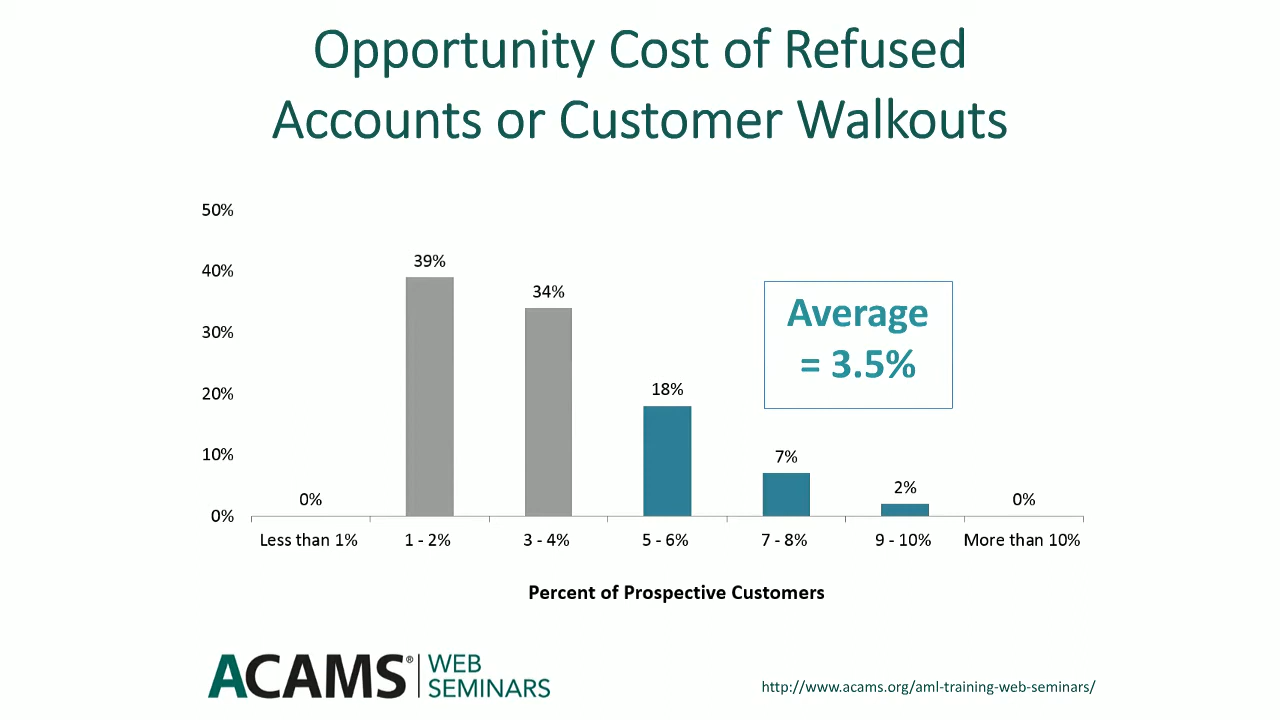 Opportunity Cost of Refused
Accounts or Customer Walkouts
50%
40%
30%
20%
10%
0%
0%
39%
34%
18%
7%
2%
0%
Less than 1%
1 - 2%
3 - 4%
5 - 6%
7 - 8%
9 - 10%
More than 10%
Average
= 3.5%
Percent of Prospective Customers
ACAMS® WEB
SEMINARS
http://www.acams.org/aml-training-web-seminars/